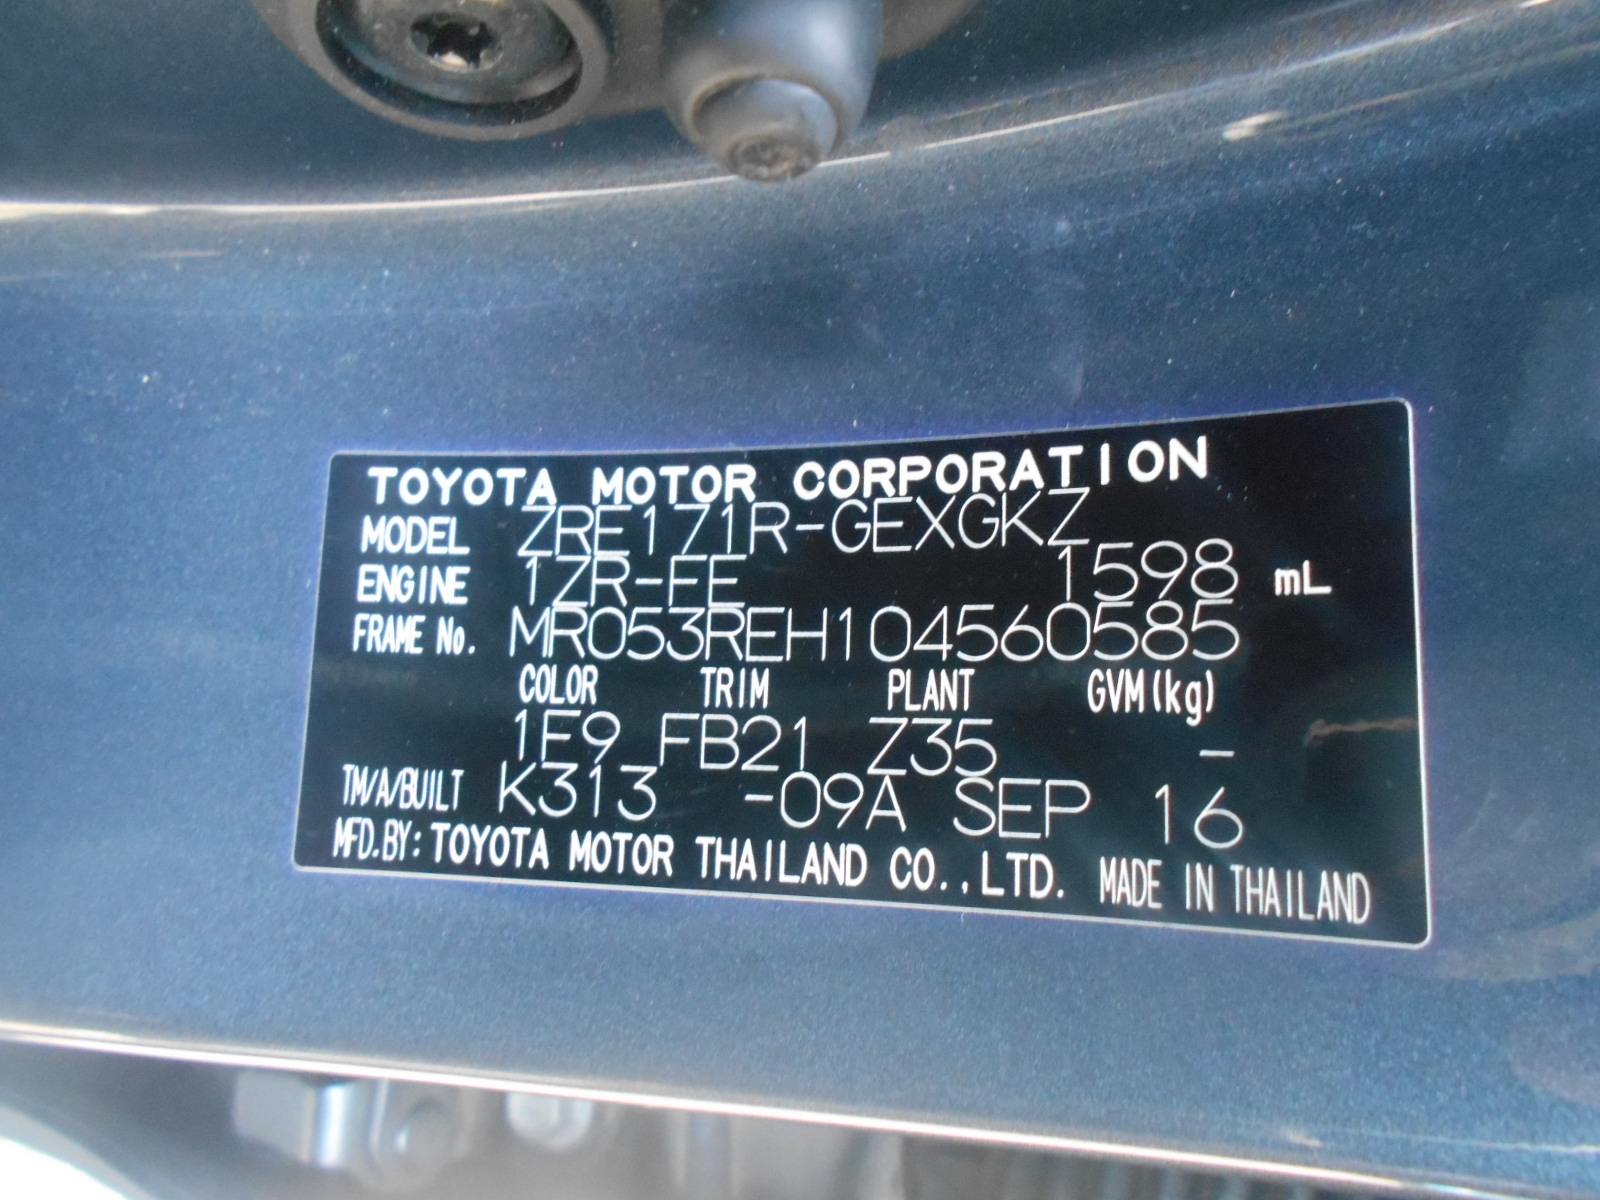 TOYOTA MOTOR CORPORATION
MODEL ZRE171R-GEXGKZ
ENGINE 1ZR-FE 1598 mL
FRAME No. MR053REH104560585
COLOR TRIM PLANT GVM(kg)
1F9 FB21 Z35 -
TM/A/BUILT K313 -09A SEP 16
MFD.BY: TOYOTA MOTOR THAILAND CO.,LTD. MADE IN THAILAND